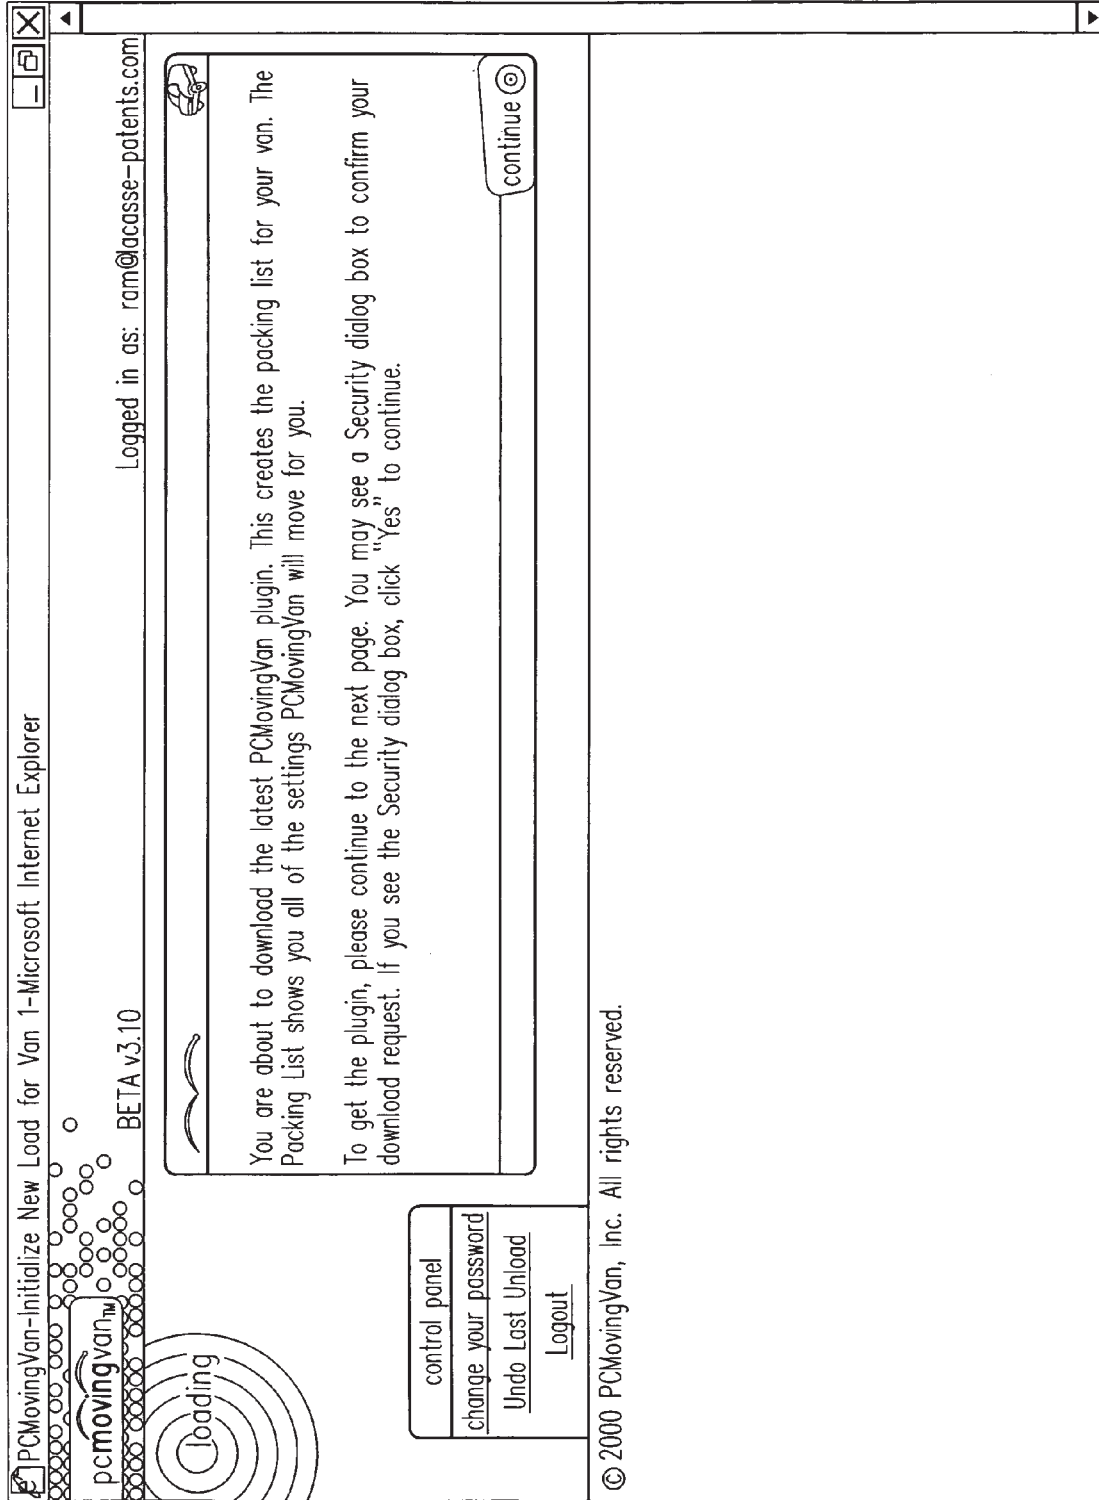 PCMovingVan-Initialize New Load for Van 1-Microsoft Internet Explorer
pcmovingvan™
BETA v3.10
Logged in as: ram@lacasse-patents.com
loading
You are about to download the latest PCMovingVan plugin. This creates the packing list for your van. The
Packing List shows you all of the settings PCMovingVan will move for you.
To get the plugin, please continue to the next page. You may see a Security dialog box to confirm your
download request. If you see the Security dialog box, click "Yes" to continue.
continue
control panel
change your password
Undo Last Unload
Logout
© 2000 PCMovingVan, Inc. All rights reserved.